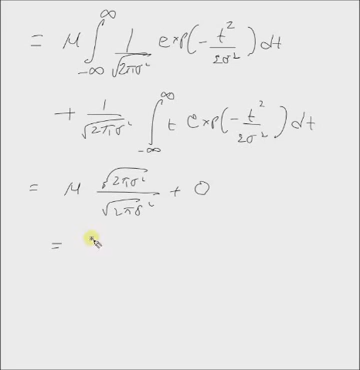 = μ ∫_{-∞}^{∞} 1/√(2πσ²) exp(-t²/2σ²) dt
+ 1/√(2πσ²) ∫_{-∞}^{∞} t exp(-t²/2σ²) dt
= μ √(2πσ²)/√(2πσ²) + 0
=